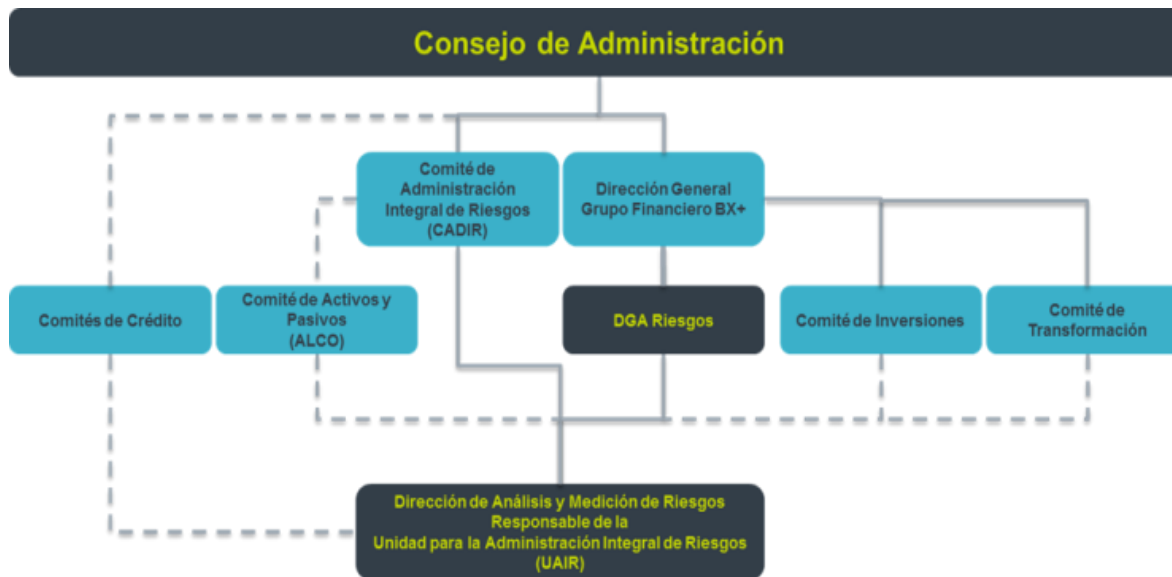 Consejo de Administración
Comité de
Administración
Integral de Riesgos
(CADIR)
Dirección General
Grupo Financiero BX+
Comités de Crédito
Comité de Activos y
Pasivos
(ALCO)
DGA Riesgos
Comité de Inversiones
Comité de
Transformación
Dirección de Análisis y Medición de Riesgos
Responsable de la
Unidad para la Administración Integral de Riesgos
(UAIR)